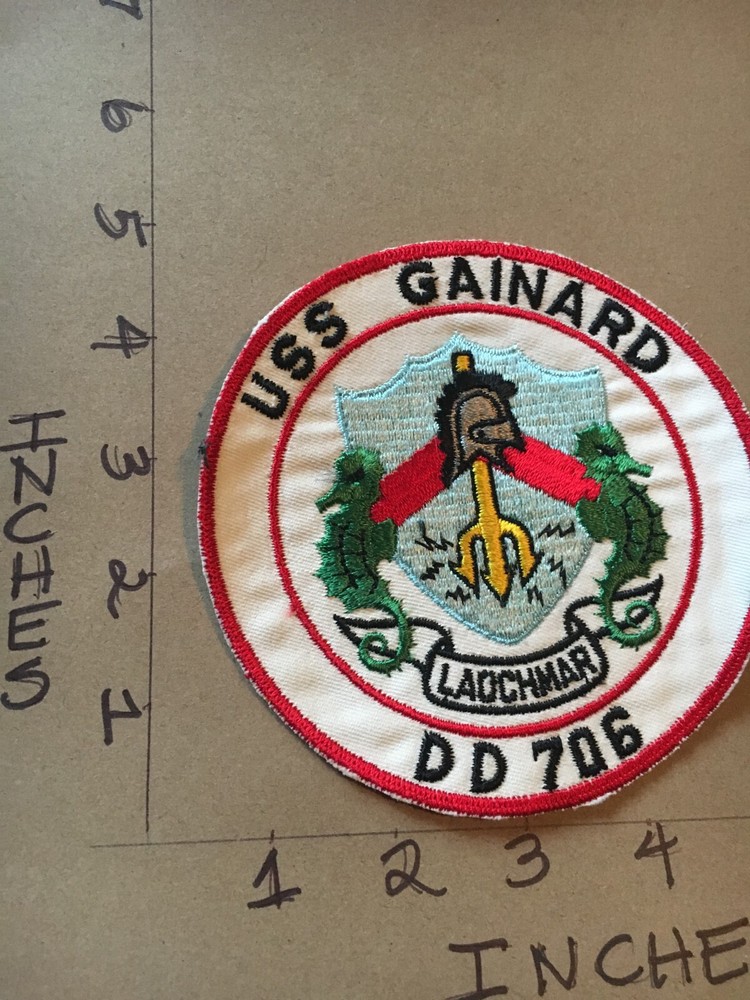 7
6
5
4
3
2
1
INCHES
USS GAINARD
LAOCHMAR
DD 706
1 2 3 4
INCHE